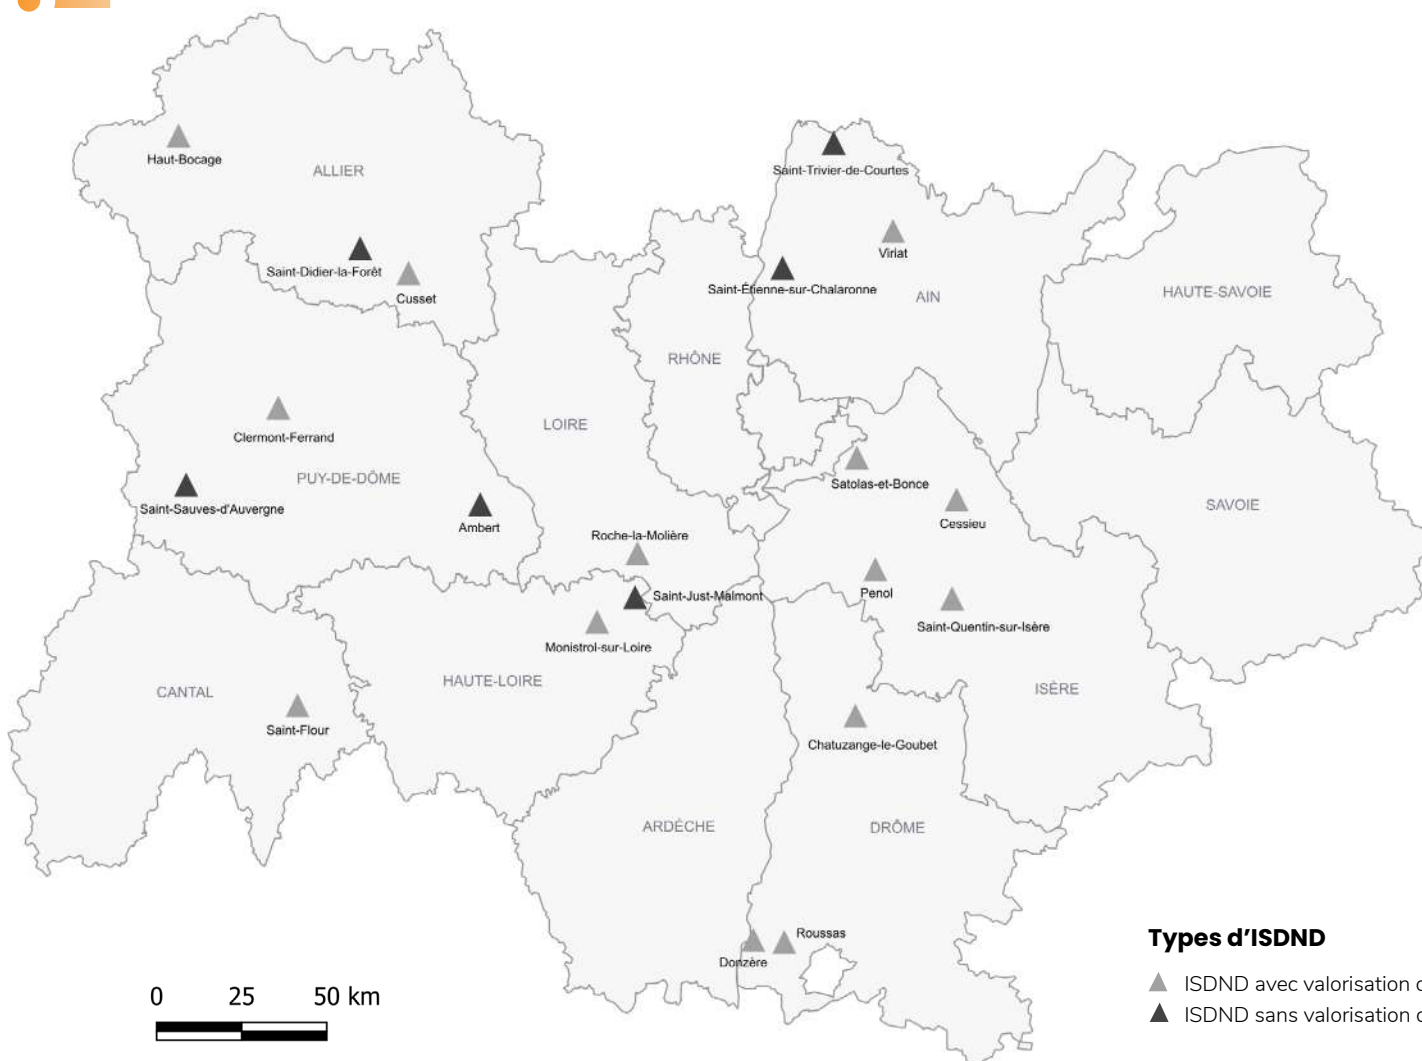 Haut-Bocage
ALLIER
Saint-Trivier-de-Courtes
Viriat
Saint-Didier-la-Forêt
Cusset
Saint-Étienne-sur-Chalaronne
AIN
HAUTE-SAVOIE
RHÔNE
LOIRE
Clermont-Ferrand
PUY-DE-DÔME
Saint-Sauves-d'Auvergne
Ambert
Satolas-et-Bonce
Cessieu
SAVOIE
Roche-la-Molière
Saint-Just-Malmont
Penol
Saint-Quentin-sur-Isère
Monistrol-sur-Loire
HAUTE-LOIRE
CANTAL
Saint-Flour
ISÈRE
Chatuzange-le-Goubet
ARDÈCHE
DRÔME
Roussas
Donzère
Types d'ISDND
ISDND avec valorisation
ISDND sans valorisation
0 25 50 km